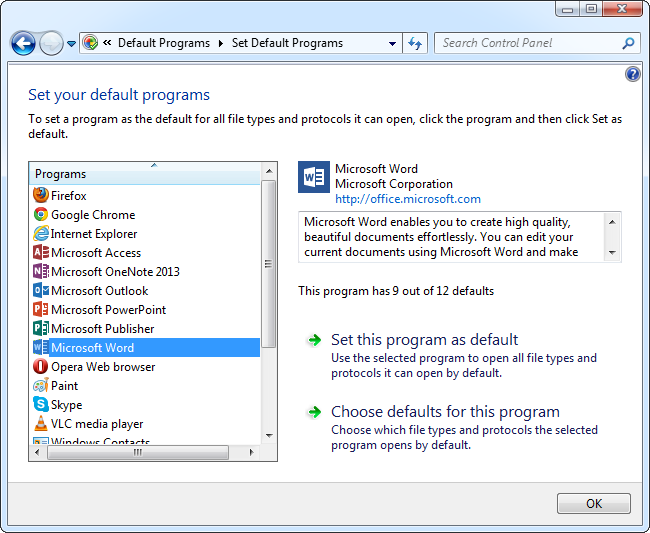 « Default Programs
Set Default Programs
Search Control Panel
Set your default programs
To set a program as the default for all file types and protocols it can open, click the program and then click Set as
default.
Programs
Firefox
Google Chrome
Internet Explorer
Microsoft Access
Microsoft OneNote 2013
Microsoft Outlook
Microsoft PowerPoint
Microsoft Publisher
Microsoft Word
Opera Web browser
Paint
Skype
VLC media player
Windows Contacts
Microsoft Word
Microsoft Corporation
http://office.microsoft.com
Microsoft Word enables you to create high quality,
beautiful documents effortlessly. You can edit your
current documents using Microsoft Word and make
This program has 9 out of 12 defaults
Set this program as default
Use the selected program to open all file types and
protocols it can open by default.
Choose defaults for this program
Choose which file types and protocols the selected
program opens by default.
OK